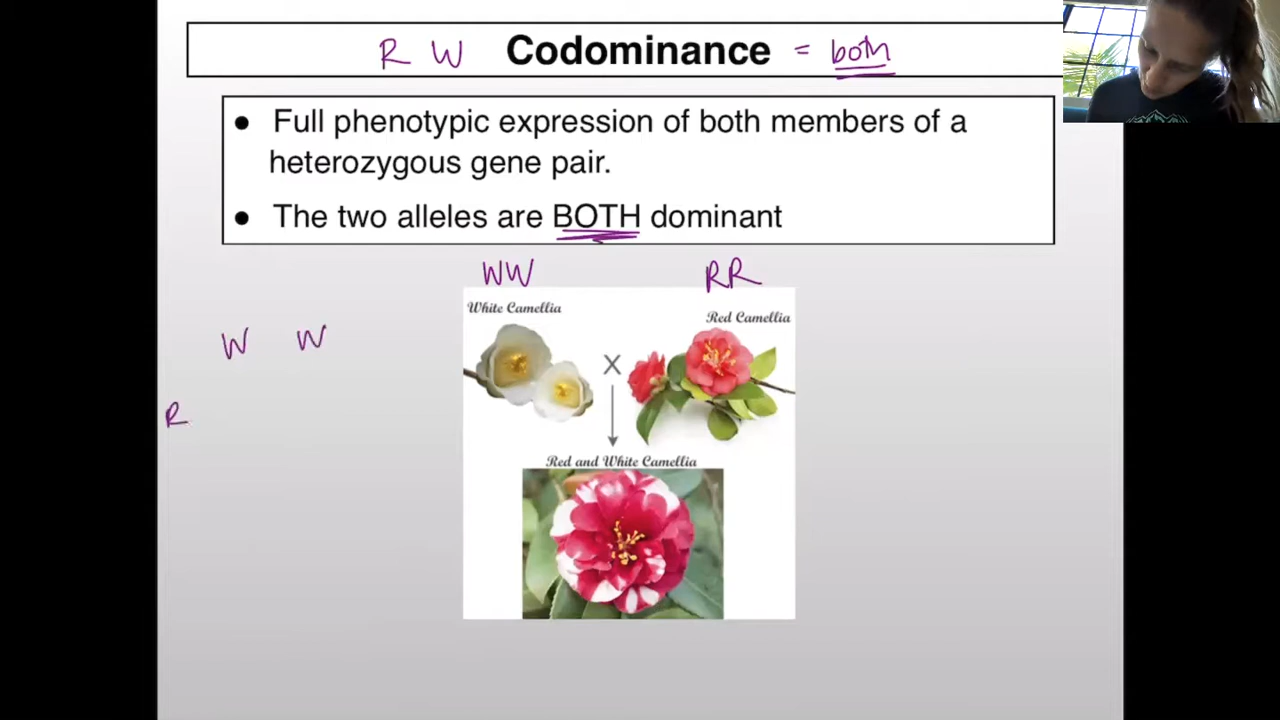 R W Codominance = both
● Full phenotypic expression of both members of a
heterozygous gene pair.
● The two alleles are BOTH dominant
WW RR
White Camellia
Red Camellia
W W
X
R
Red and White Camellia